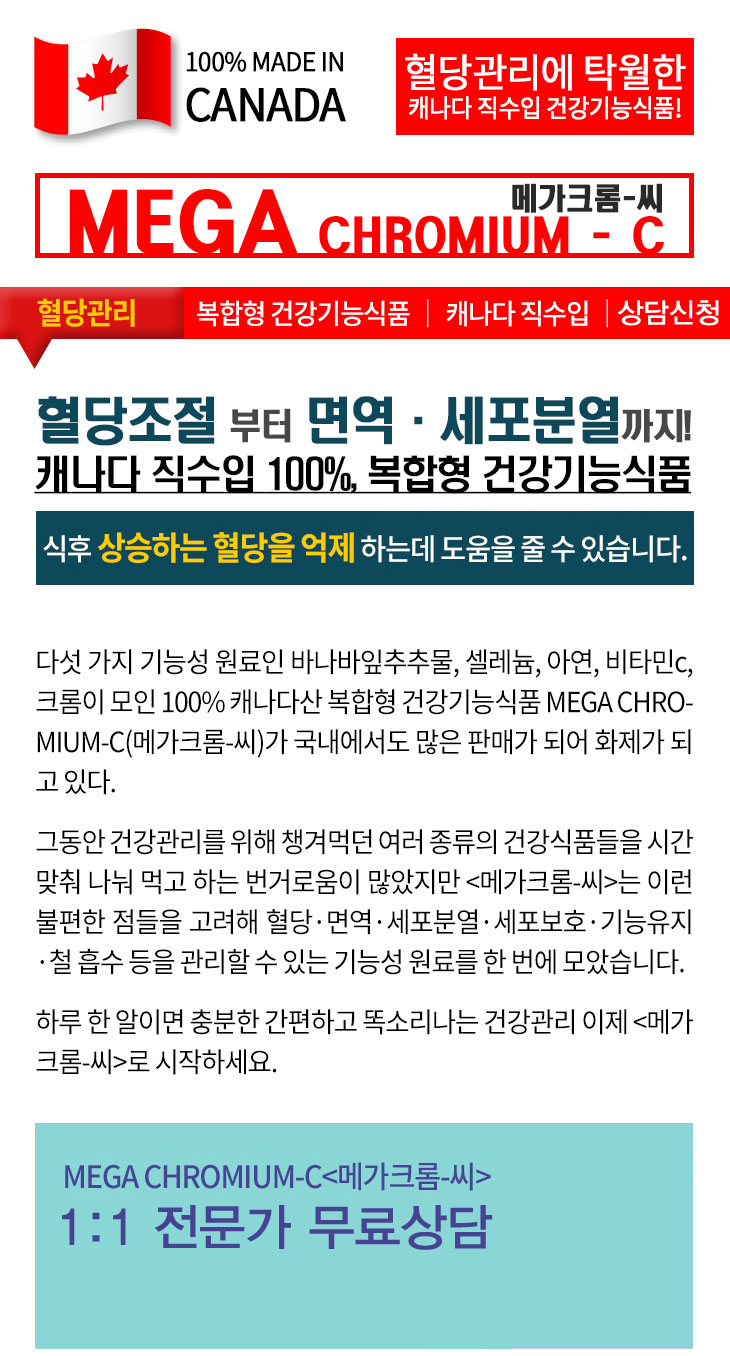 100% MADE IN
CANADA
혈당관리에 탁월한
캐나다 직수입 건강기능식품!
메가크롬-씨
MEGA CHROMIUM - C
혈당관리 복합형 건강기능식품 | 캐나다 직수입 | 상담신청
혈당조절 부터 면역 · 세포분열까지!
캐나다 직수입 100%, 복합형 건강기능식품
식후 상승하는 혈당을 억제 하는데 도움을 줄 수 있습니다.
다섯 가지 기능성 원료인 바나바잎추추물, 셀레늄, 아연, 비타민c,
크롬이 모인 100% 캐나다산 복합형 건강기능식품 MEGA CHRO-
MIUM-C(메가크롬-씨)가 국내에서도 많은 판매가 되어 화제가 되
고 있다.
그동안 건강관리를 위해 챙겨먹던 여러 종류의 건강식품들을 시간
맞춰 나눠 먹고 하는 번거로움이 많았지만 <메가크롬-씨>는 이런
불편한 점들을 고려해 혈당·면역·세포분열·세포보호·기능유지
·철 흡수 등을 관리할 수 있는 기능성 원료를 한 번에 모았습니다.
하루 한 알이면 충분한 간편하고 똑소리나는 건강관리 이제 <메가
크롬-씨>로 시작하세요.
MEGA CHROMIUM-C<메가크롬-씨>
1:1 전문가 무료상담